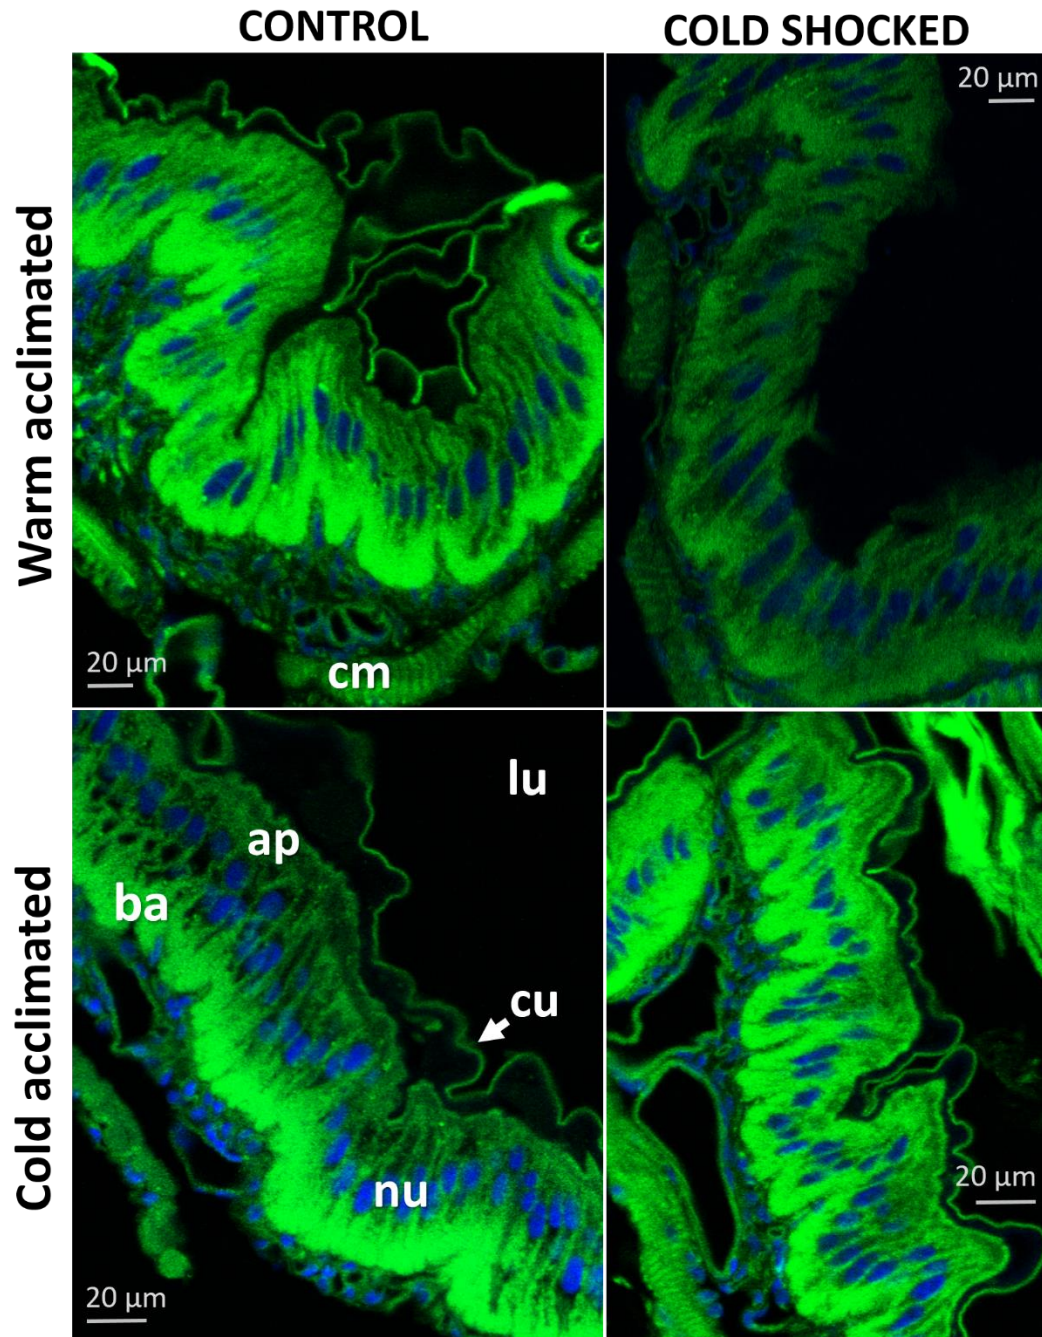 CONTROL
COLD SHOCKED
Warm acclimated
20 µm
20 µm
cm
Cold acclimated
lu
ap
ba
cu
nu
20 µm
20 µm